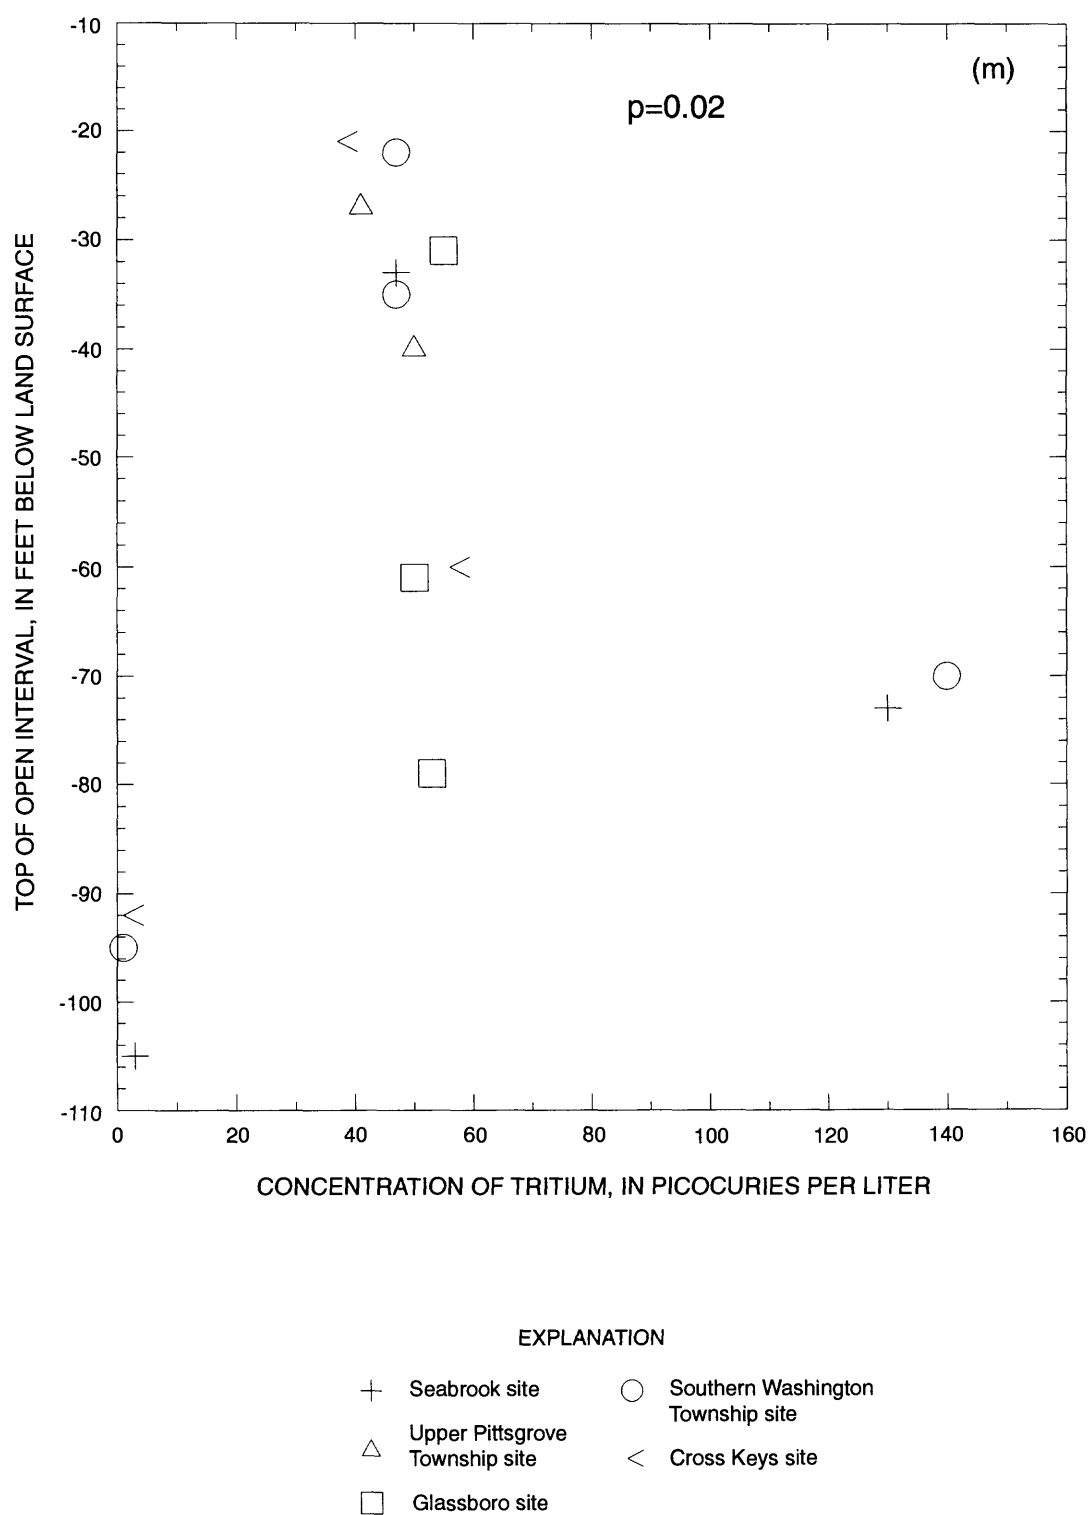 -10
(m)
p=0.02
-20
-30
-40
-50
-60
-70
-80
-90
-100
-110
TOP OF OPEN INTERVAL, IN FEET BELOW LAND SURFACE
0 20 40 60 80 100 120 140 160
CONCENTRATION OF TRITIUM, IN PICOCURIES PER LITER
EXPLANATION
Seabrook site
Upper Pittsgrove
Township site
Glassboro site
Southern Washington
Township site
Cross Keys site